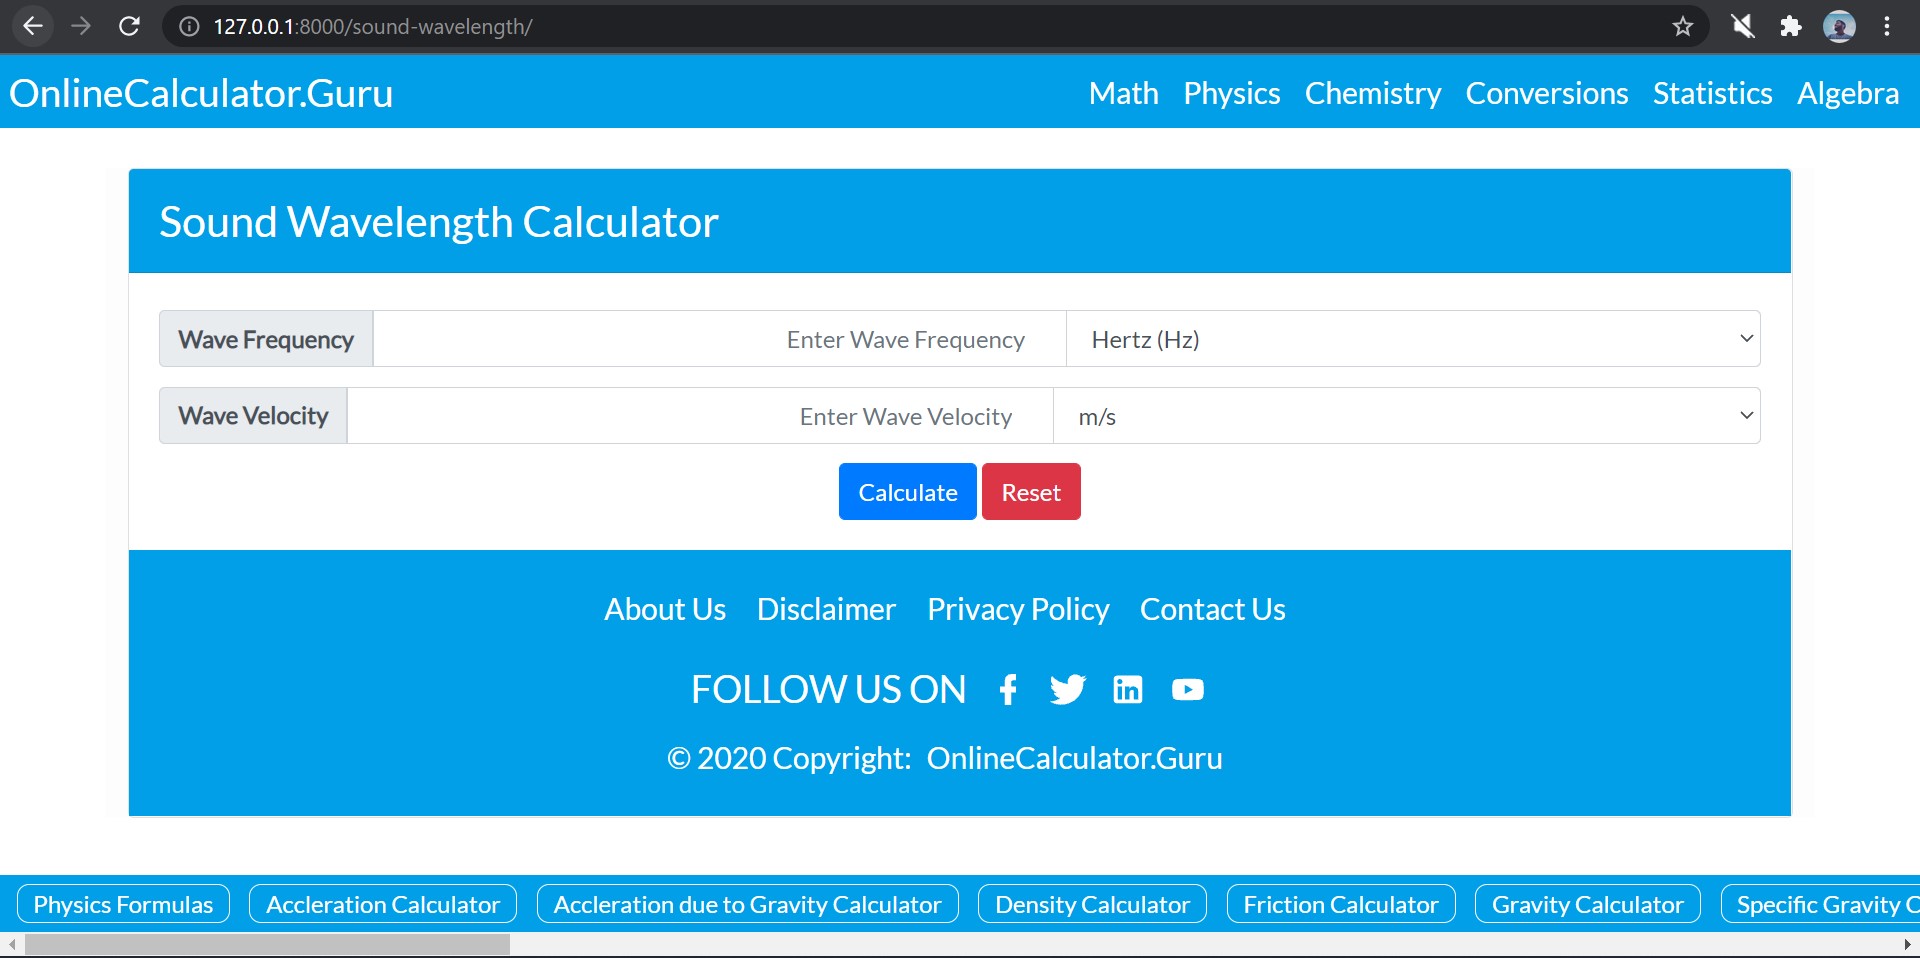 127.0.0.1:8000/sound-wavelength/
OnlineCalculator.Guru Math Physics Chemistry Conversions Statistics Algebra
Sound Wavelength Calculator
Wave Frequency Enter Wave Frequency Hertz (Hz)
Wave Velocity Enter Wave Velocity m/s
Calculate Reset
About Us Disclaimer Privacy Policy Contact Us
FOLLOW US ON
© 2020 Copyright: OnlineCalculator.Guru
Physics Formulas Accleration Calculator Accleration due to Gravity Calculator Density Calculator Friction Calculator Gravity Calculator Specific Gravity C